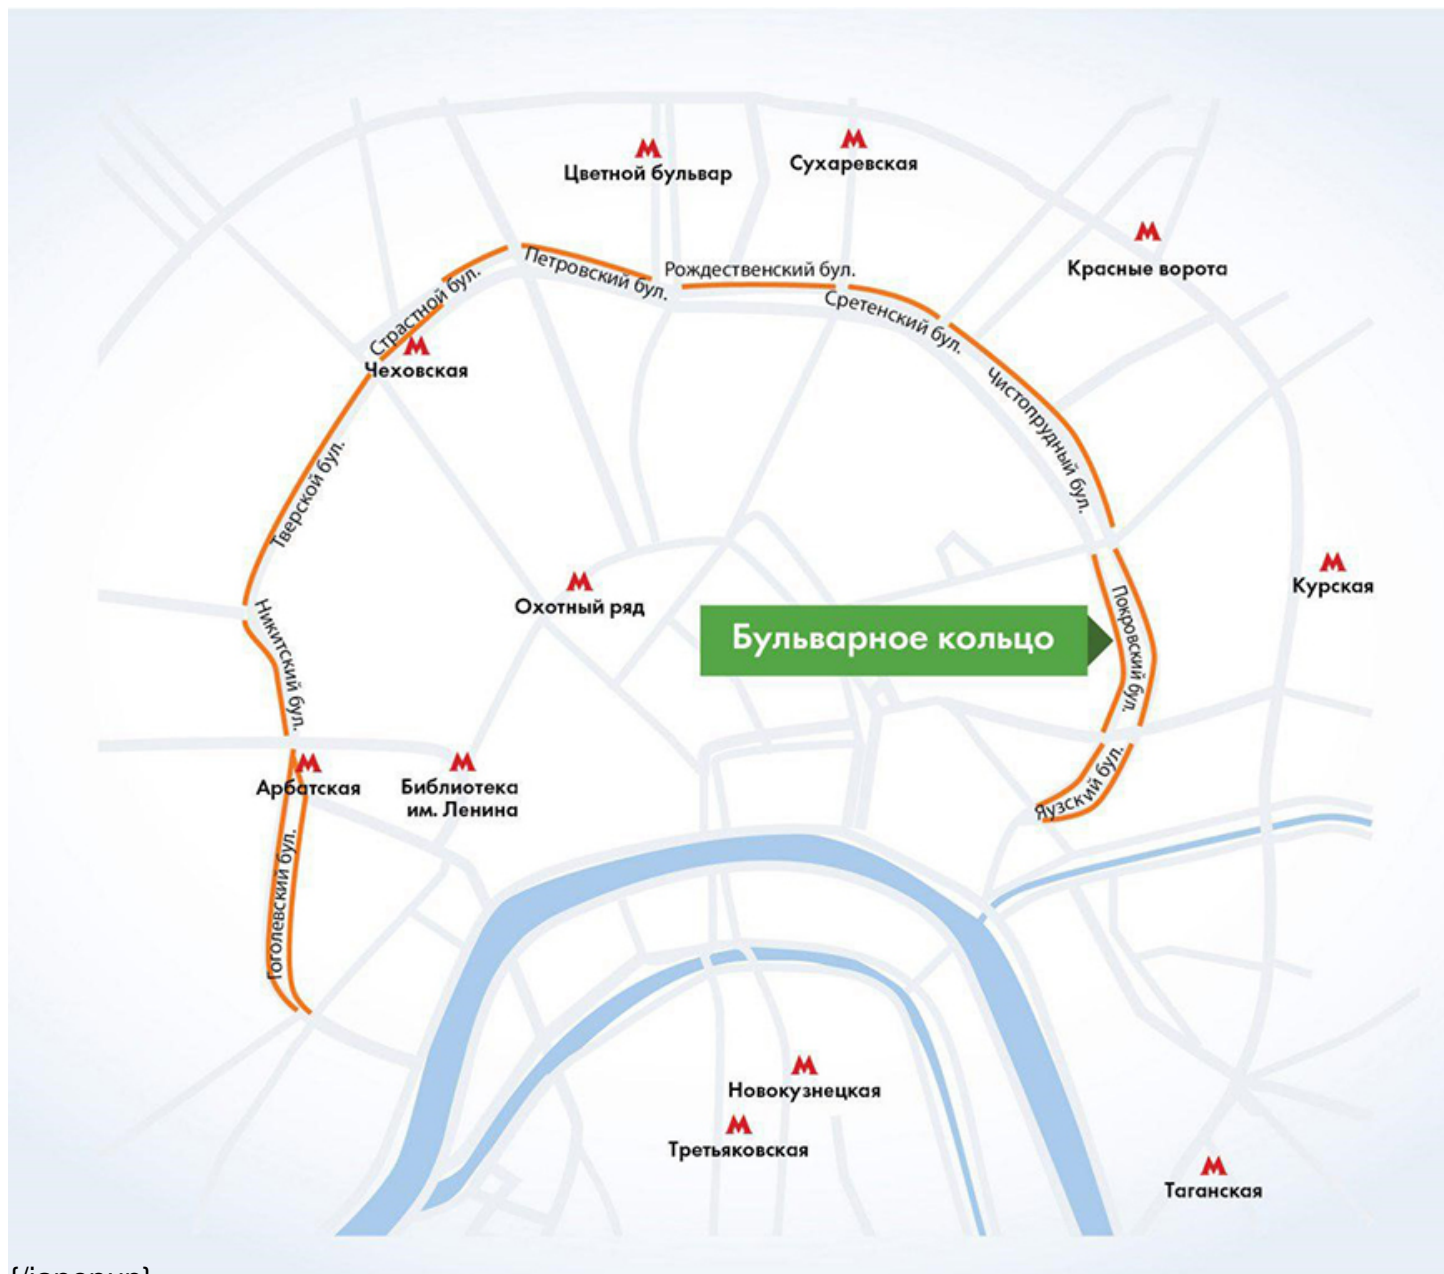 Цветной бульвар
Сухаревская
Красные ворота
Петровский бул.
Рождественский бул.
Страстной бул.
Сретенский бул.
Чеховская
Чистопрудный бул.
Тверской бул.
Курская
Охотный ряд
Никитский бул.
Бульварное кольцо
Покровский бул.
Арбатская
Библиотека
им. Ленина
Яузский бул.
Гоголевский бул.
Новокузнецкая
Третьяковская
Таганская